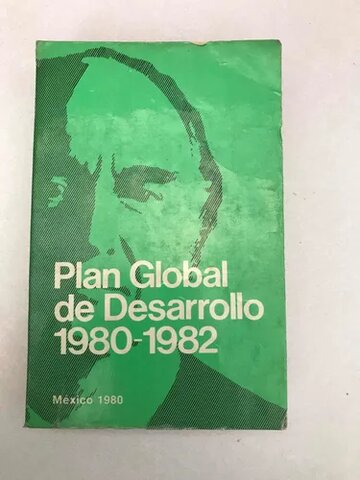 Plan Global
de Desarrollo
1980-1982
México 1980